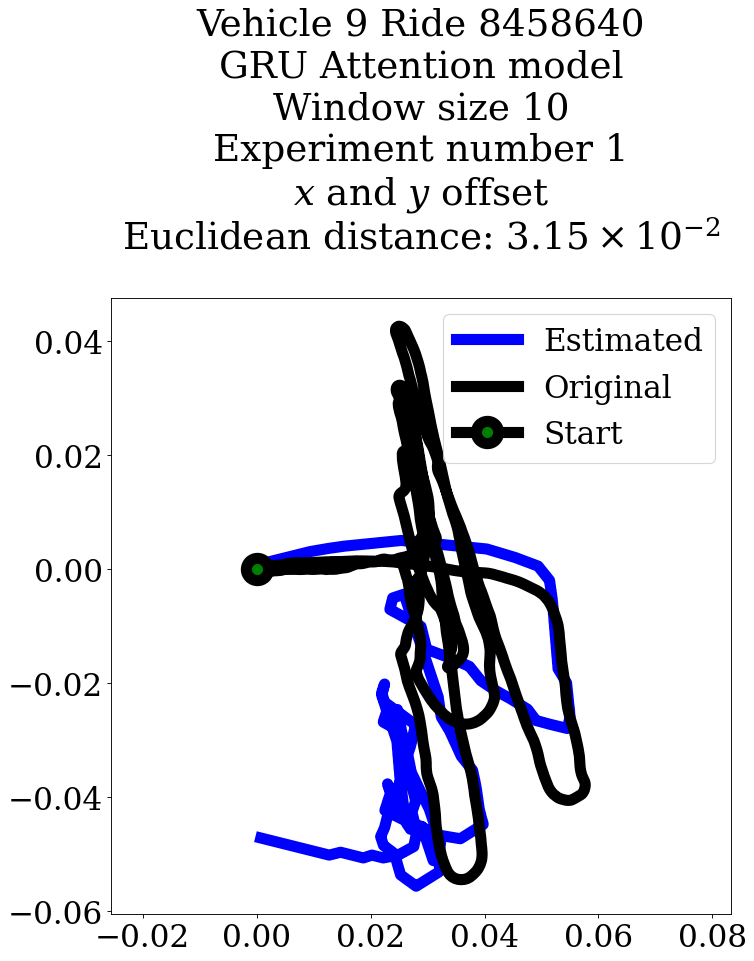 Vehicle 9 Ride 8458640
GRU Attention model
Window size 10
Experiment number 1
x and y offset
Euclidean distance: 3.15 × 10⁻²
Estimated
Original
Start
0.04
0.02
0.00
−0.02
−0.04
−0.06
−0.02 0.00 0.02 0.04 0.06 0.08